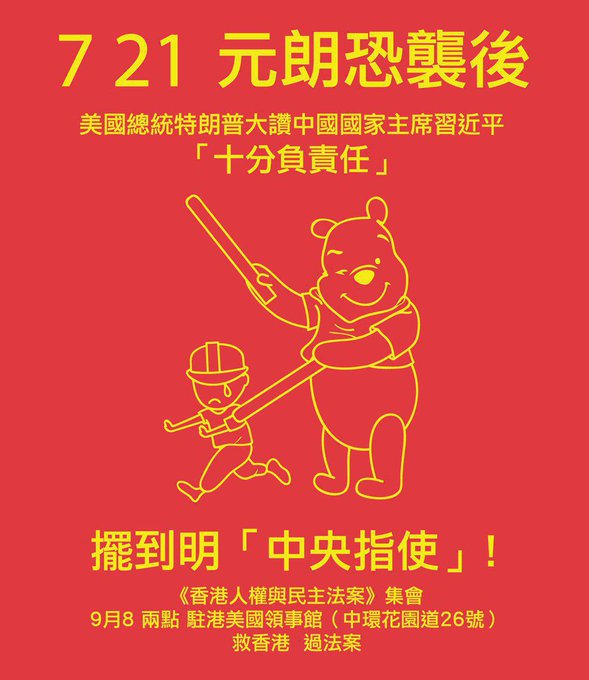 7 21 元朗恐襲後
美國總統特朗普大讚中國國家主席習近平
「十分負責任」
擺到明「中央指使」!
《香港人權與民主法案》集會
9月8 兩點 駐港美國領事館(中環花園道26號)
救香港 過法案